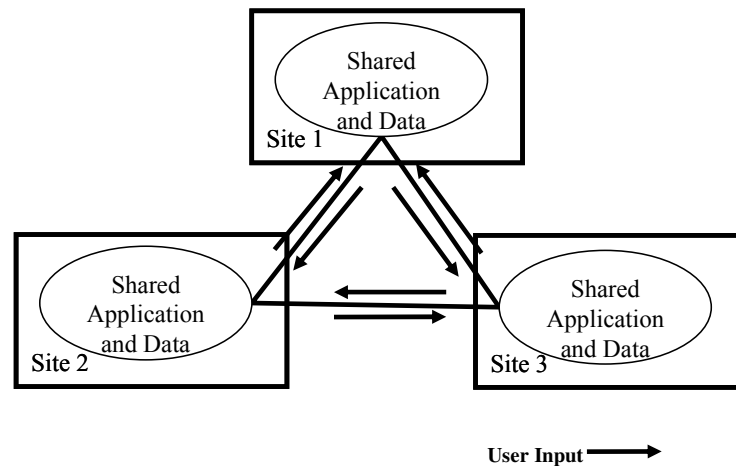 Shared
Application
and Data
Site 1
Shared
Application
and Data
Site 2
Shared
Application
and Data
Site 3
User Input